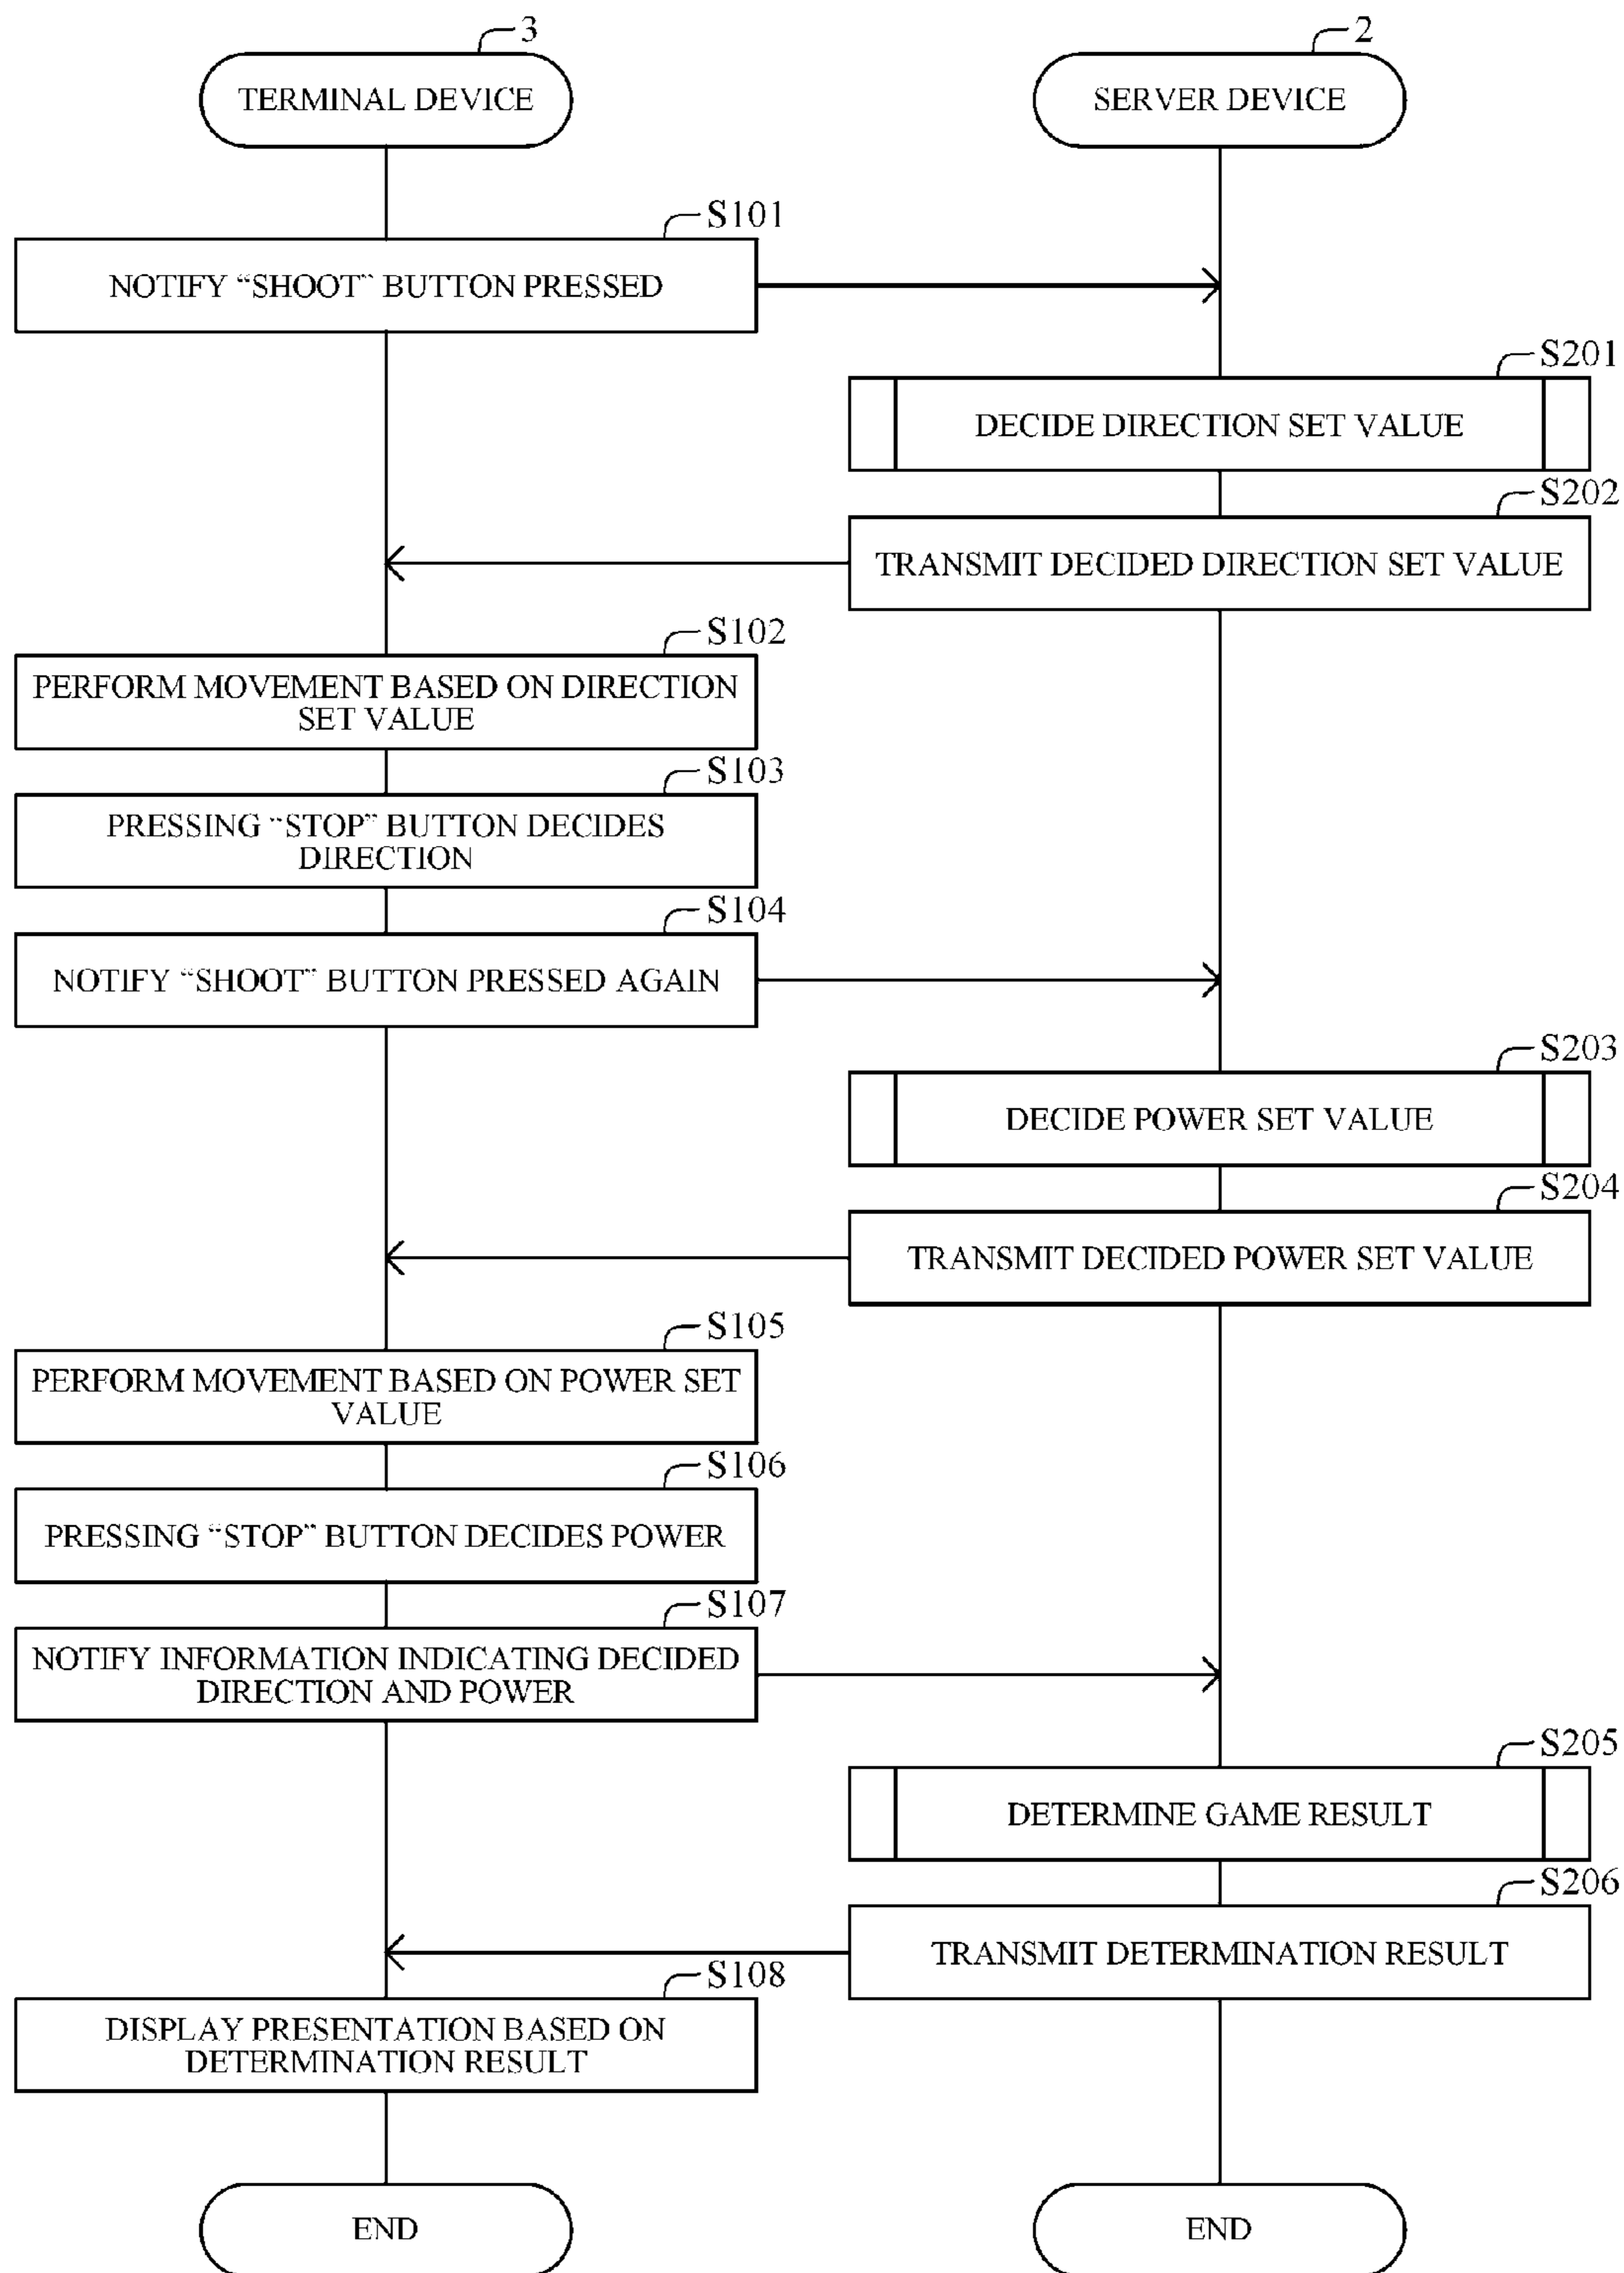 3
TERMINAL DEVICE
2
SERVER DEVICE
S101
NOTIFY “SHOOT” BUTTON PRESSED
S201
DECIDE DIRECTION SET VALUE
S202
TRANSMIT DECIDED DIRECTION SET VALUE
S102
PERFORM MOVEMENT BASED ON DIRECTION
SET VALUE
S103
PRESSING “STOP” BUTTON DECIDES
DIRECTION
S104
NOTIFY “SHOOT” BUTTON PRESSED AGAIN
S203
DECIDE POWER SET VALUE
S204
TRANSMIT DECIDED POWER SET VALUE
S105
PERFORM MOVEMENT BASED ON POWER SET
VALUE
S106
PRESSING “STOP” BUTTON DECIDES POWER
S107
NOTIFY INFORMATION INDICATING DECIDED
DIRECTION AND POWER
S205
DETERMINE GAME RESULT
S206
TRANSMIT DETERMINATION RESULT
S108
DISPLAY PRESENTATION BASED ON
DETERMINATION RESULT
END
END